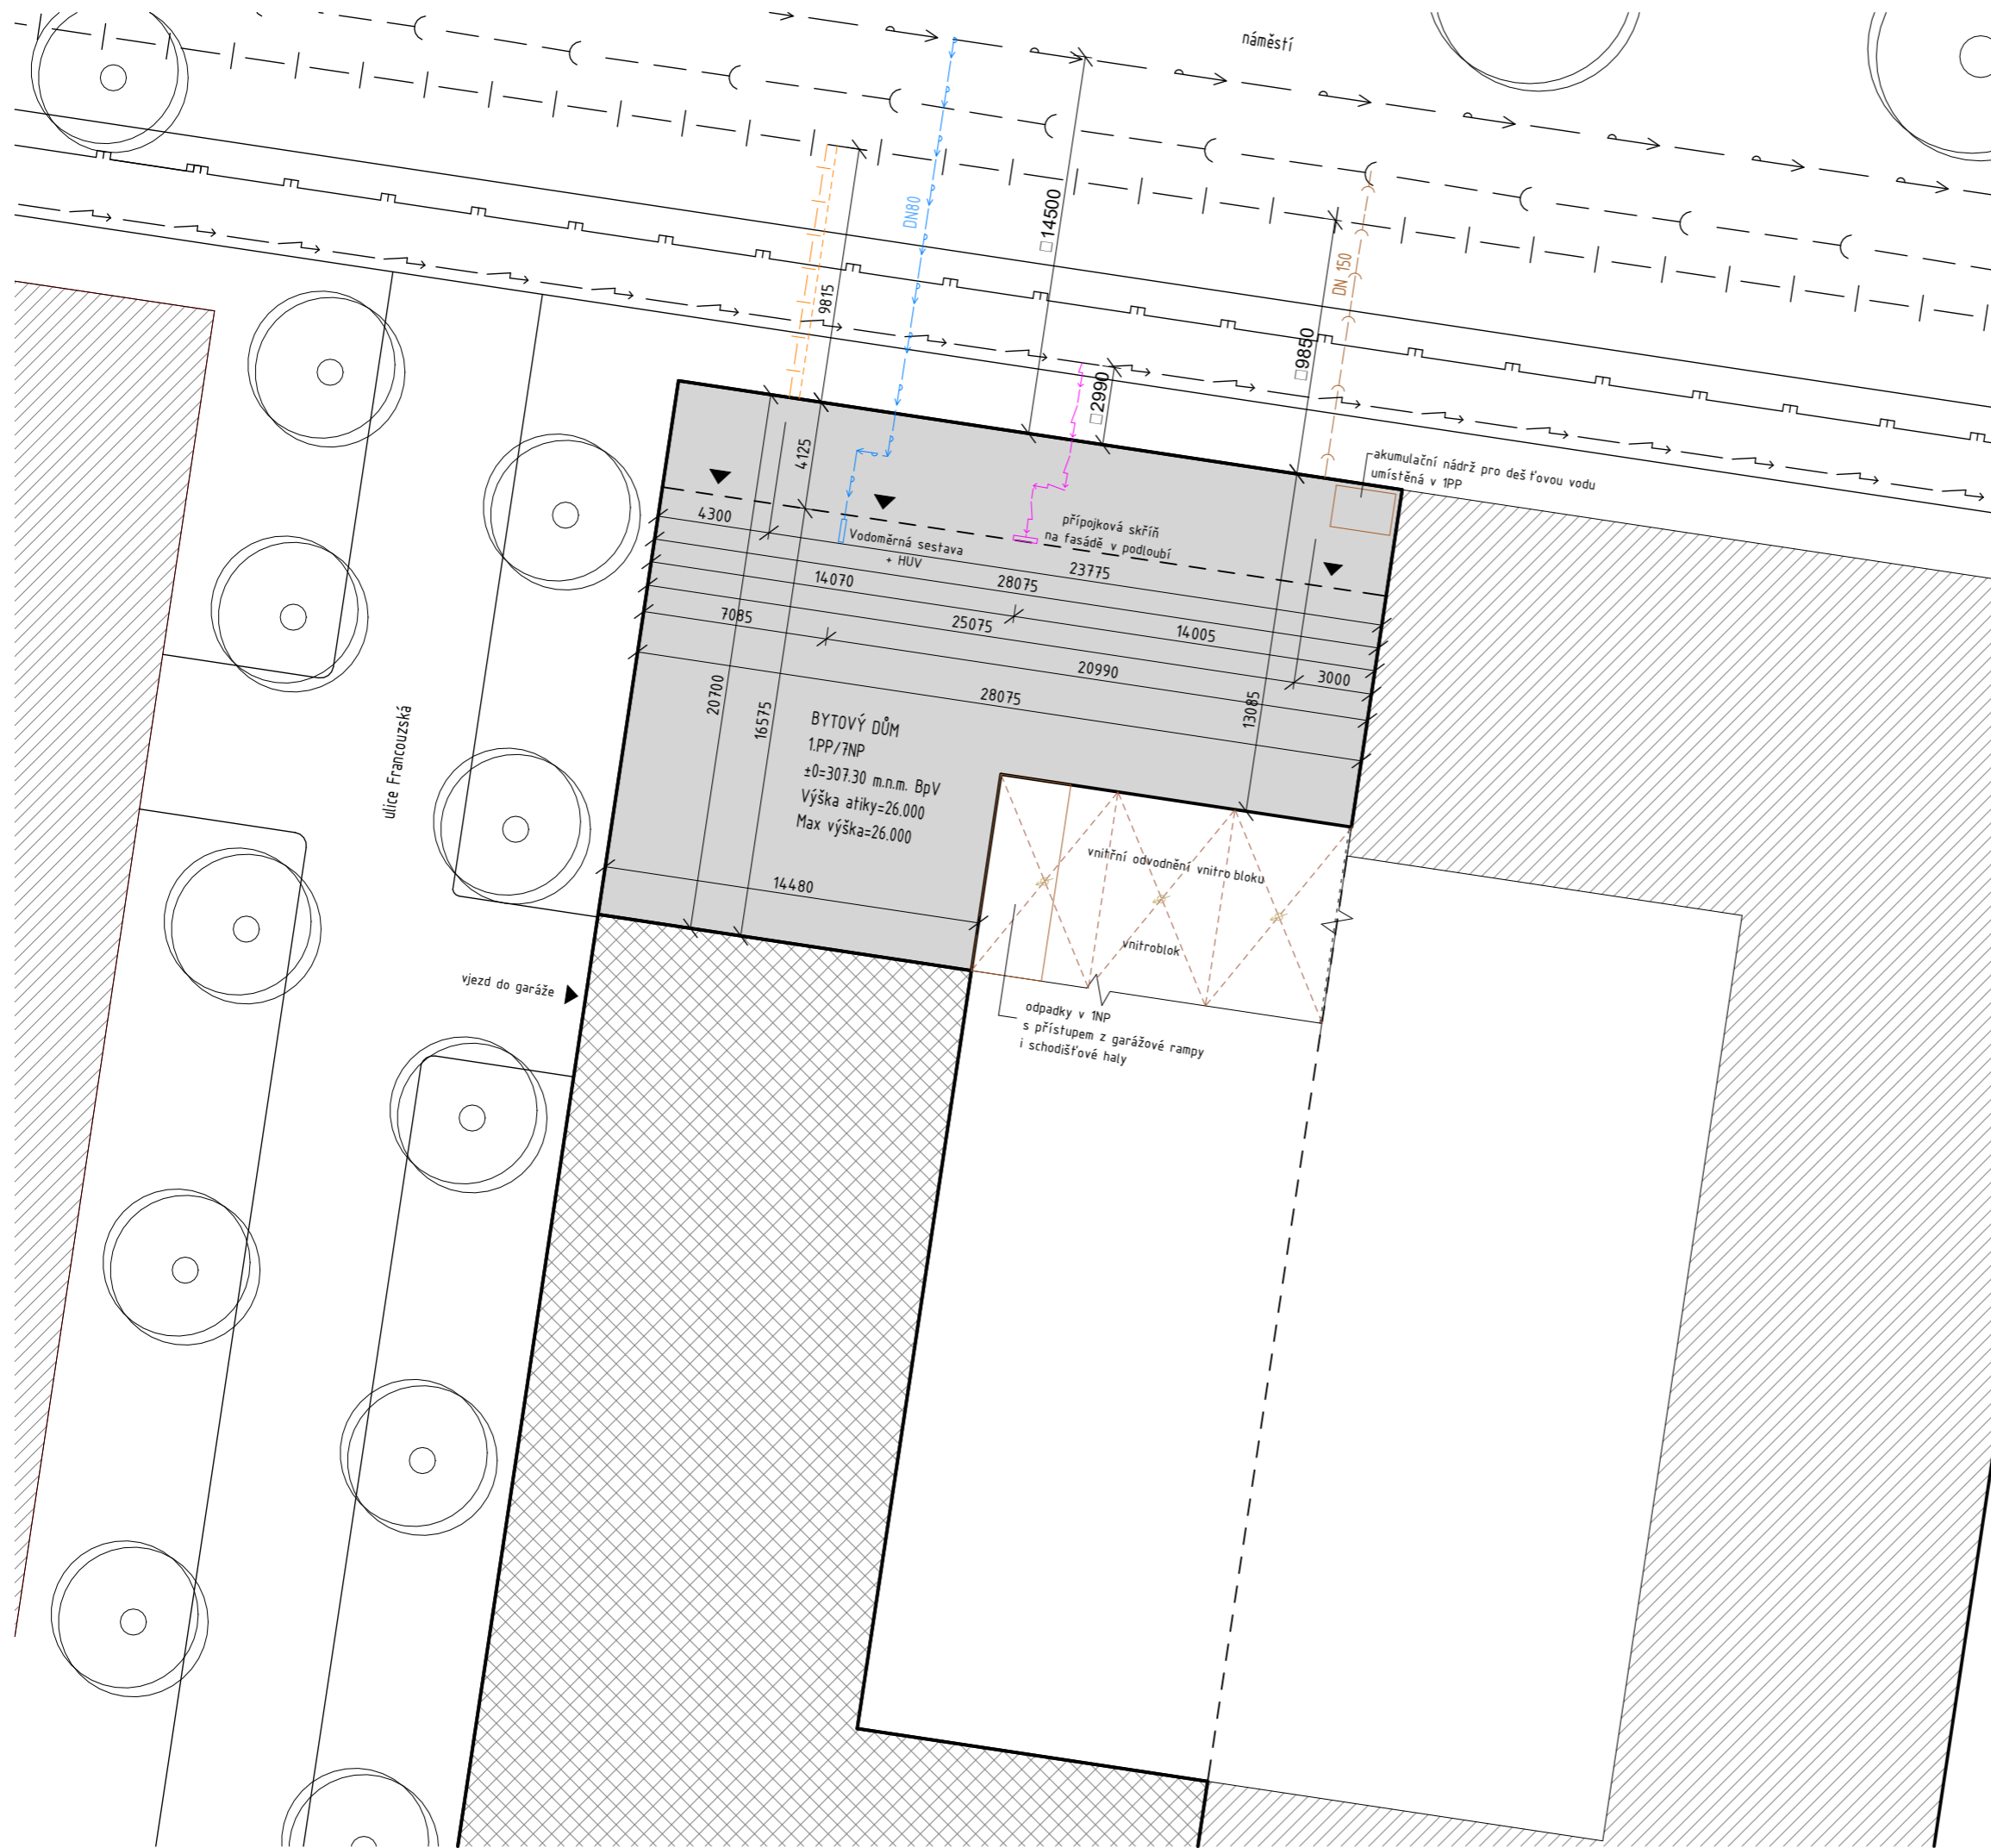 náměstí
DN80
□14500
DN 150
9815
□9850
□2990
4125
akumulační nádrž pro dešťovou vodu
umístěná v 1PP
4300
přípojková skříň
na fasádě v podloubí
Vodoměrná sestava
+ HUV
23775
28075
14070
14005
25075
7085
20990
3000
28075
20700
16575
13085
ulice Francouzská
BYTOVÝ DŮM
1.PP/7NP
±0=307.30 m.n.m. BpV
Výška atiky=26.000
Max výška=26.000
vnitřní odvodnění vnitrobloku
14480
vnitroblok
vjezd do garáže
odpadky v 1NP
s přístupem z garážové rampy
i schodišťové haly